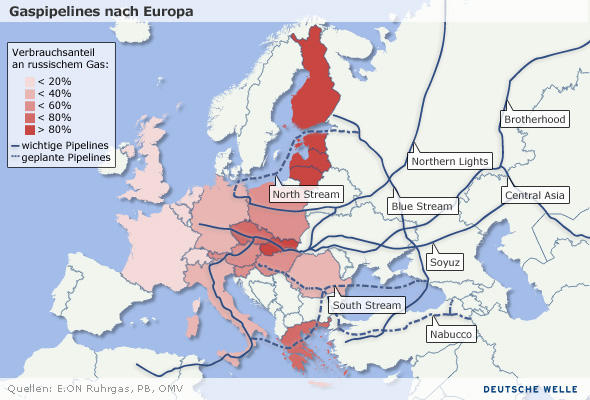 Gaspipelines nach Europa
Verbrauchsanteil
an russischem Gas:
< 20%
< 40%
< 60%
< 80%
> 80%
wichtige Pipelines
geplante Pipelines
Brotherhood
Northern Lights
North Stream
Central Asia
Blue Stream
Soyuz
South Stream
Nabucco
Quellen: E.ON Ruhrgas, PB, OMV
DEUTSCHE WELLE